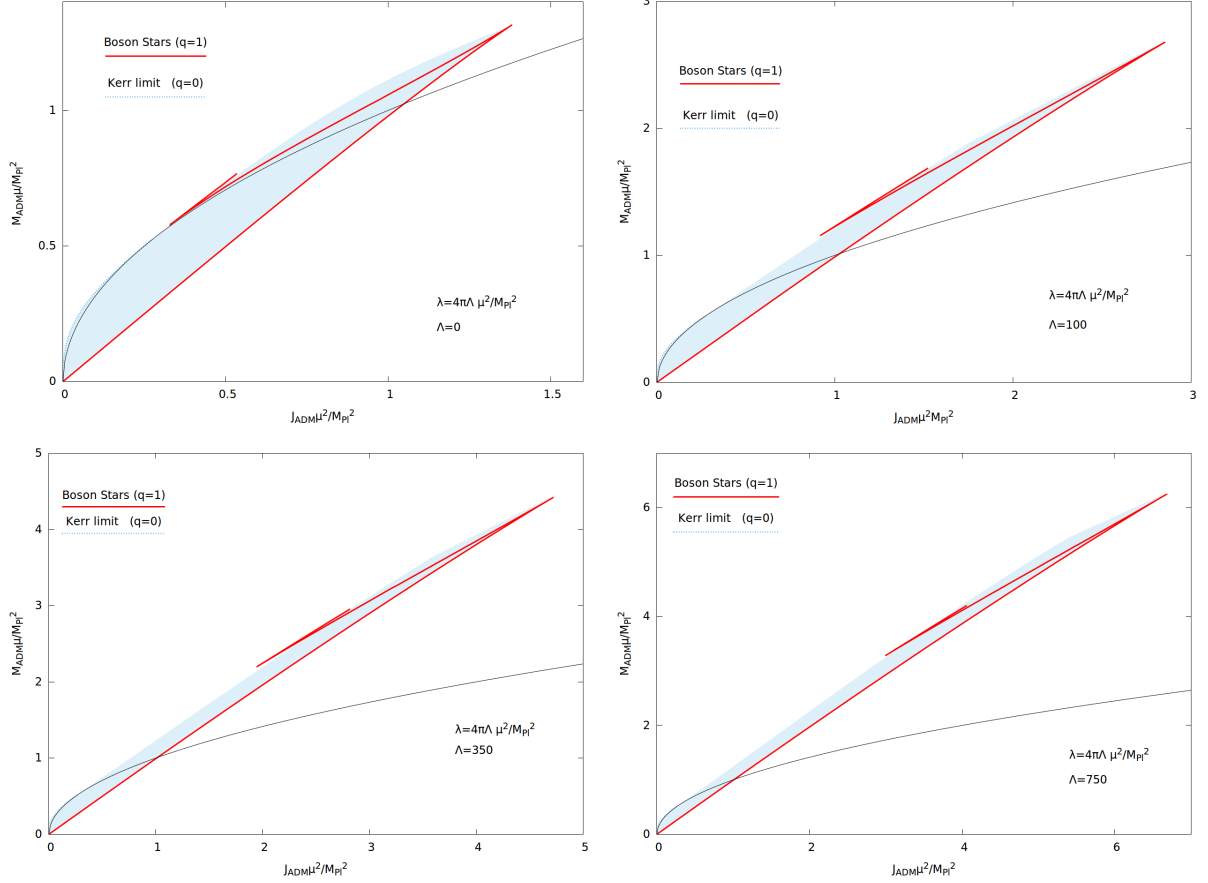 Boson Stars (q=1)
Kerr limit (q=0)
1
0.5
0
M_ADM μ/M_Pl^2
λ=4πΛ μ^2/M_Pl^2
Λ=0
0 0.5 1 1.5
J_ADM μ^2/M_Pl^2
3
Boson Stars (q=1)
Kerr limit (q=0)
2
1
0
M_ADM μ/M_Pl^2
λ=4πΛ μ^2/M_Pl^2
Λ=100
0 1 2 3
J_ADM μ^2/M_Pl^2
5
Boson Stars (q=1)
Kerr limit (q=0)
4
3
2
1
0
M_ADM μ/M_Pl^2
λ=4πΛ μ^2/M_Pl^2
Λ=350
0 1 2 3 4 5
J_ADM μ^2/M_Pl^2
Boson Stars (q=1)
Kerr limit (q=0)
6
4
2
0
M_ADM μ/M_Pl^2
λ=4πΛ μ^2/M_Pl^2
Λ=750
0 2 4 6
J_ADM μ^2/M_Pl^2